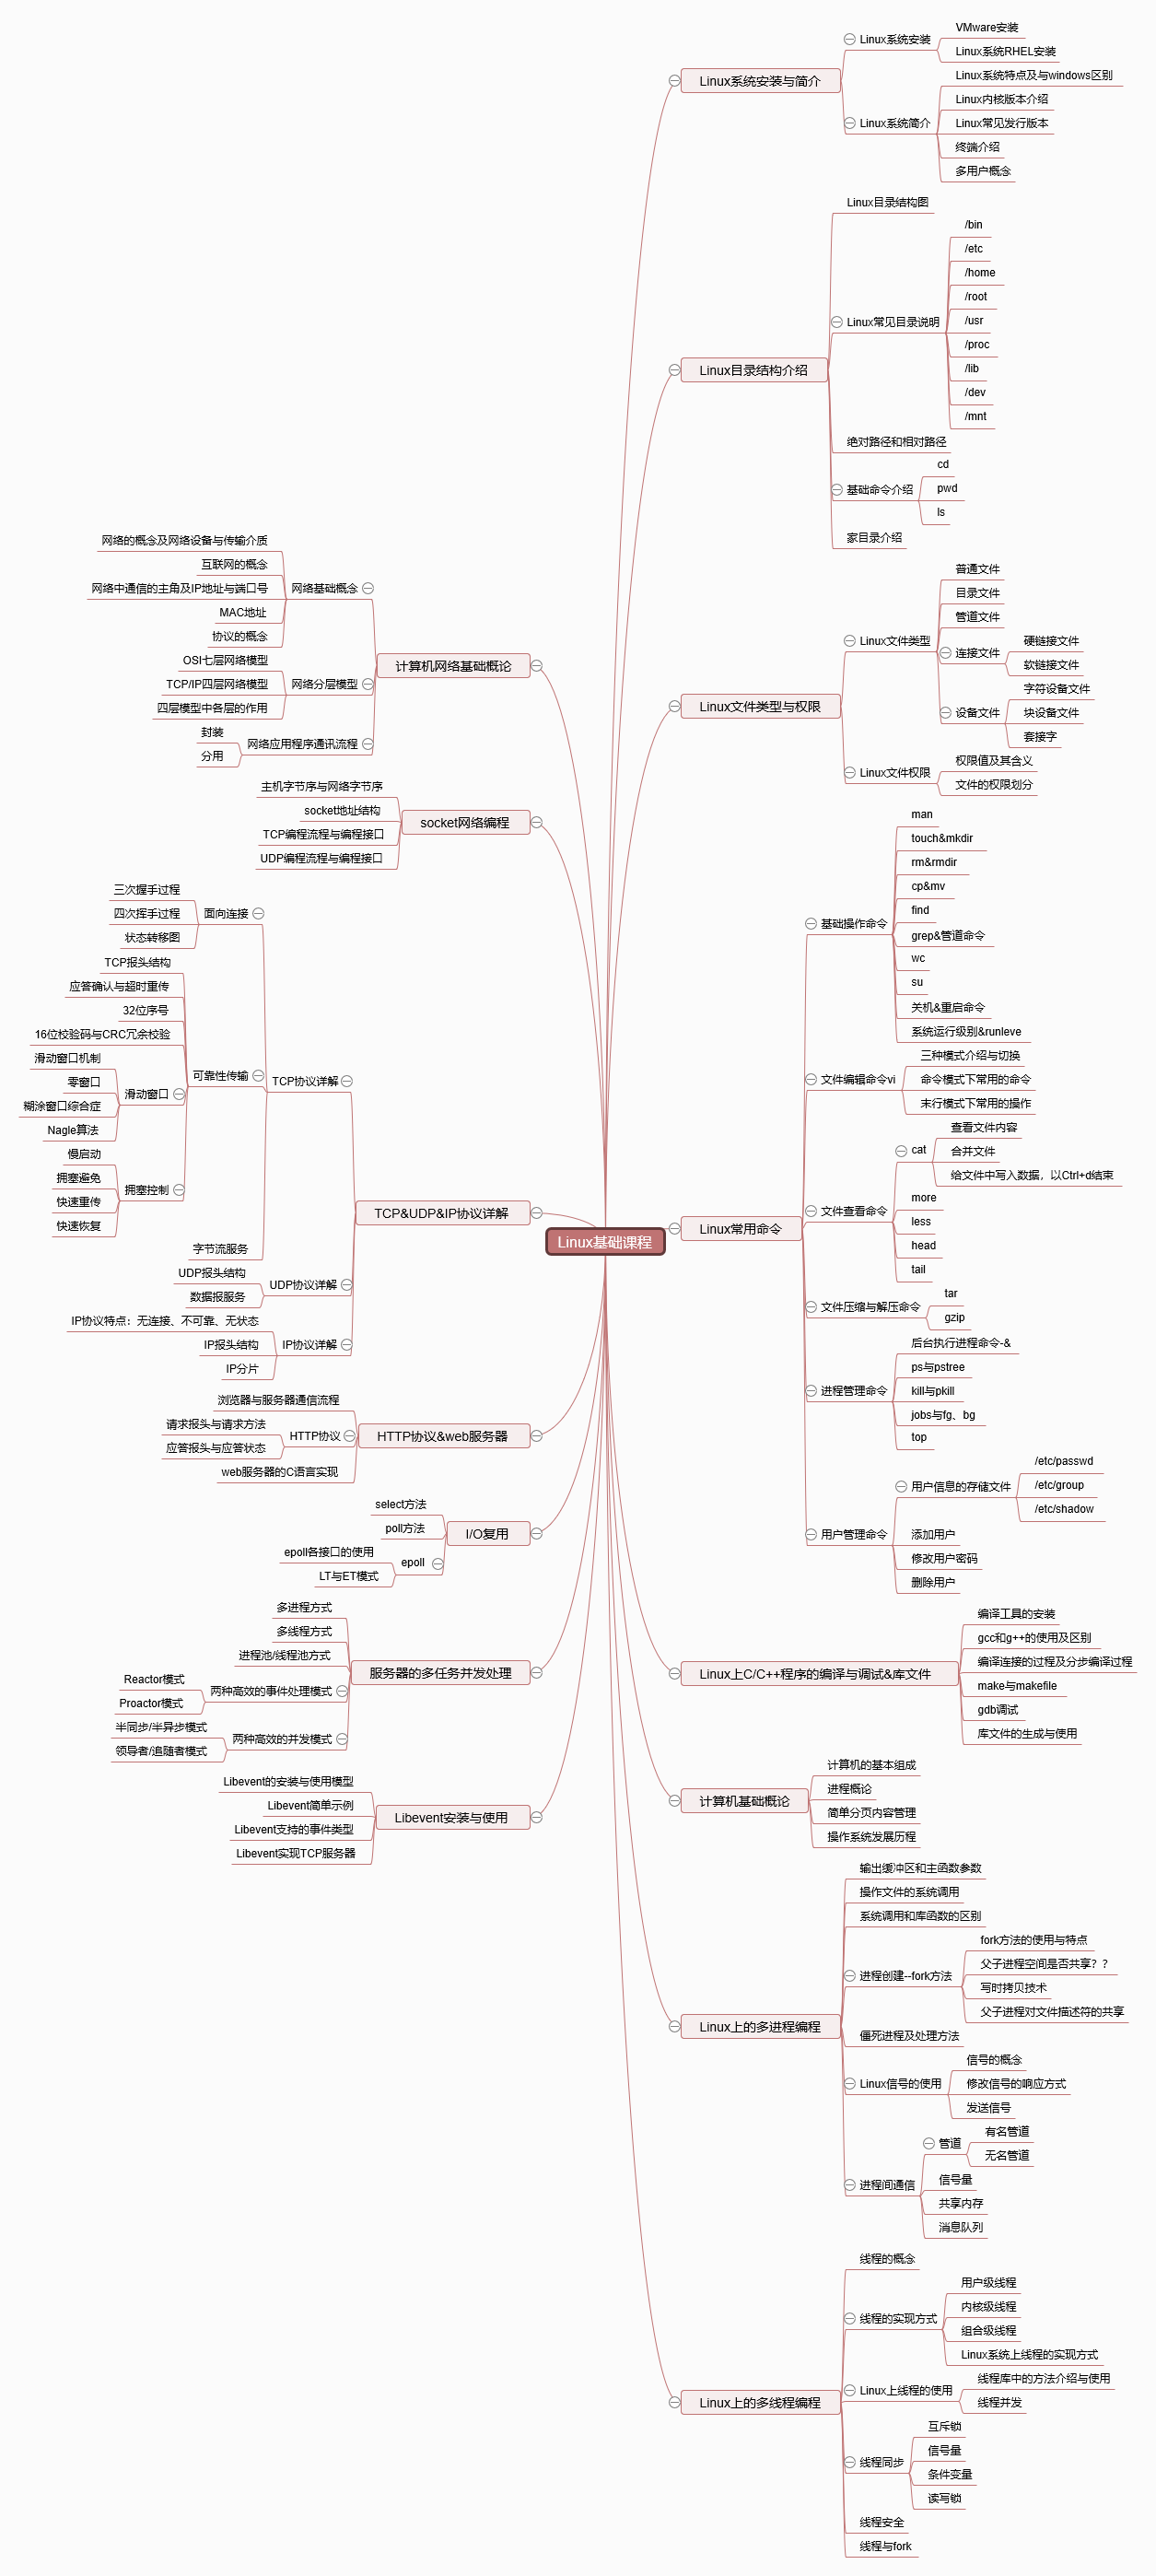 Linux基础课程
Linux系统安装与简介
Linux系统安装
VMware安装
Linux系统RHEL安装
Linux系统简介
Linux系统特点及与windows区别
Linux内核版本介绍
Linux常见发行版本
终端介绍
多用户概念
Linux目录结构介绍
Linux目录结构图
Linux常见目录说明
/bin
/etc
/home
/root
/usr
/proc
/lib
/dev
/mnt
绝对路径和相对路径
基础命令介绍
cd
pwd
ls
家目录介绍
Linux文件类型与权限
Linux文件类型
普通文件
目录文件
管道文件
连接文件
硬链接文件
软链接文件
设备文件
字符设备文件
块设备文件
套接字
Linux文件权限
权限值及其含义
文件的权限划分
Linux常用命令
基础操作命令
man
touch&mkdir
rm&rmdir
cp&mv
find
grep&管道命令
wc
su
关机&重启命令
系统运行级别&runleve
文件编辑命令vi
三种模式介绍与切换
命令模式下常用的命令
末行模式下常用的操作
文件查看命令
cat
查看文件内容
合并文件
给文件中写入数据，以Ctrl+d结束
more
less
head
tail
文件压缩与解压命令
tar
gzip
进程管理命令
后台执行进程命令-&
ps与pstree
kill与pkill
jobs与fg、bg
top
用户管理命令
用户信息的存储文件
/etc/passwd
/etc/group
/etc/shadow
添加用户
修改用户密码
删除用户
Linux上C/C++程序的编译与调试&库文件
编译工具的安装
gcc和g++的使用及区别
编译连接的过程及分步编译过程
make与makefile
gdb调试
库文件的生成与使用
计算机基础概论
计算机的基本组成
进程概论
简单分页内容管理
操作系统发展历程
Linux上的多进程编程
输出缓冲区和主函数参数
操作文件的系统调用
系统调用和库函数的区别
进程创建--fork方法
fork方法的使用与特点
父子进程空间是否共享？？
写时拷贝技术
父子进程对文件描述符的共享
僵死进程及处理方法
Linux信号的使用
信号的概念
修改信号的响应方式
发送信号
进程间通信
管道
有名管道
无名管道
信号量
共享内存
消息队列
Linux上的多线程编程
线程的概念
线程的实现方式
用户级线程
内核级线程
组合级线程
Linux系统上线程的实现方式
Linux上线程的使用
线程库中的方法介绍与使用
线程并发
线程同步
互斥锁
信号量
条件变量
读写锁
线程安全
线程与fork
计算机网络基础概论
网络基础概念
网络的概念及网络设备与传输介质
互联网的概念
网络中通信的主角及IP地址与端口号
MAC地址
协议的概念
网络分层模型
OSI七层网络模型
TCP/IP四层网络模型
四层模型中各层的作用
网络应用程序通讯流程
封装
分用
socket网络编程
主机字节序与网络字节序
socket地址结构
TCP编程流程与编程接口
UDP编程流程与编程接口
TCP&UDP&IP协议详解
TCP协议详解
面向连接
三次握手过程
四次挥手过程
状态转移图
可靠性传输
TCP报头结构
应答确认与超时重传
32位序号
16位校验码与CRC冗余校验
滑动窗口
滑动窗口机制
零窗口
糊涂窗口综合症
Nagle算法
拥塞控制
慢启动
拥塞避免
快速重传
快速恢复
字节流服务
UDP协议详解
UDP报头结构
数据报服务
IP协议详解
IP协议特点：无连接、不可靠、无状态
IP报头结构
IP分片
HTTP协议&web服务器
浏览器与服务器通信流程
HTTP协议
请求报头与请求方法
应答报头与应答状态
web服务器的C语言实现
I/O复用
select方法
poll方法
epoll
epoll各接口的使用
LT与ET模式
服务器的多任务并发处理
多进程方式
多线程方式
进程池/线程池方式
两种高效的事件处理模式
Reactor模式
Proactor模式
两种高效的并发模式
半同步/半异步模式
领导者/追随者模式
Libevent安装与使用
Libevent的安装与使用模型
Libevent简单示例
Libevent支持的事件类型
Libevent实现TCP服务器